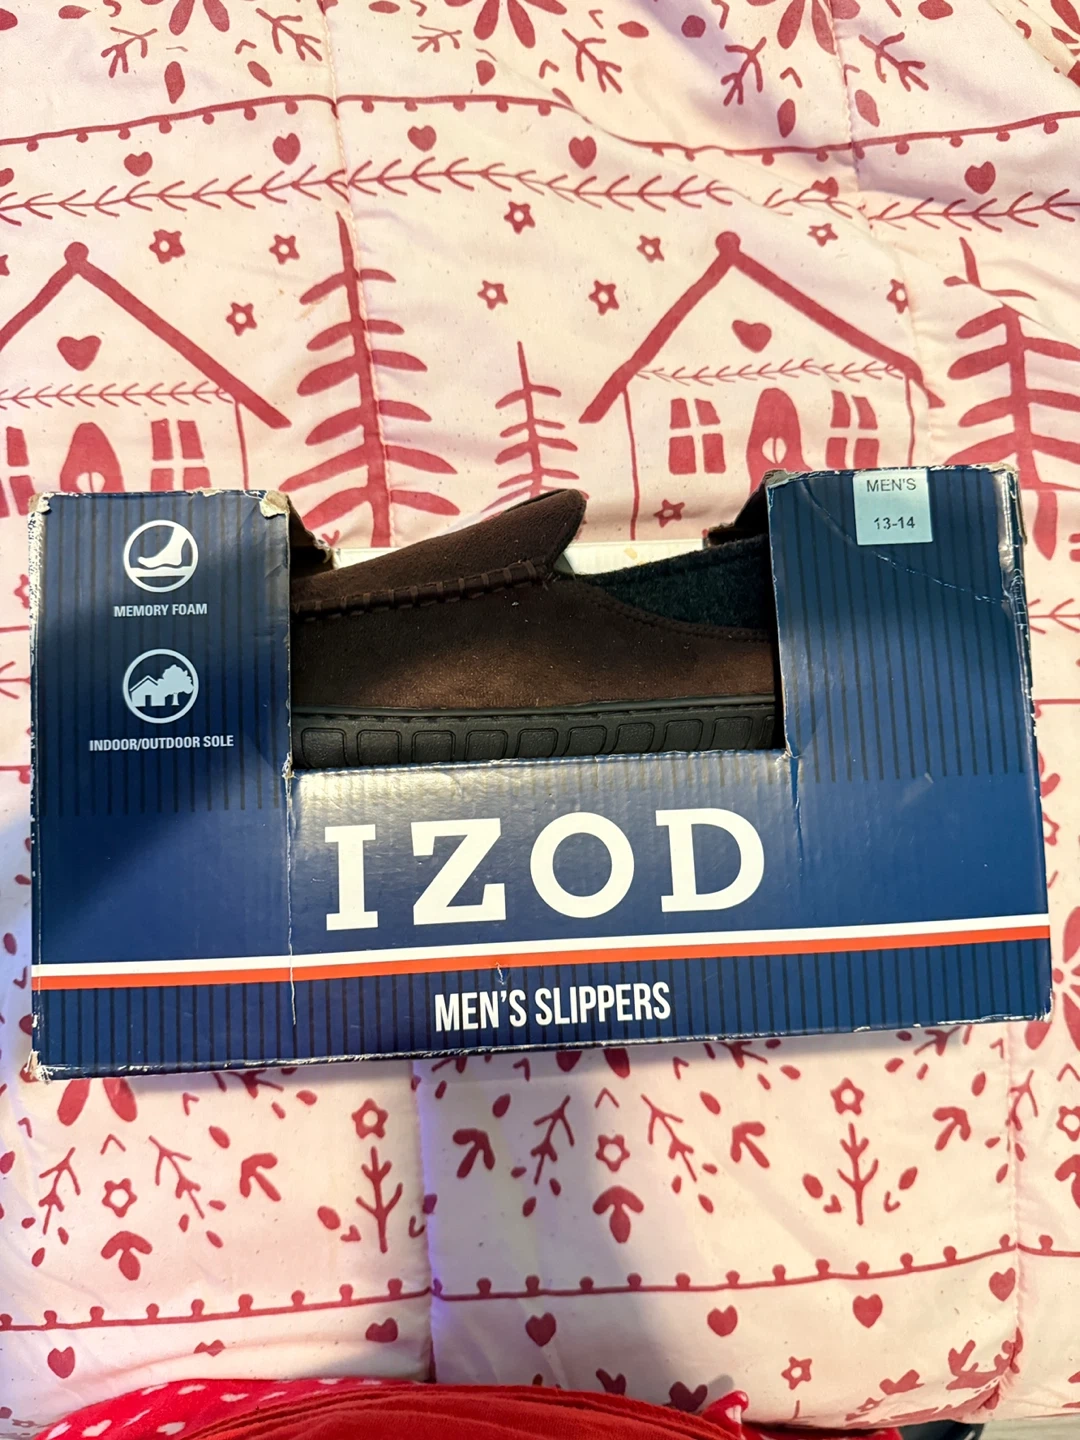 MEN'S
13-14
MEMORY FOAM
INDOOR/OUTDOOR SOLE
IZOD
MEN'S SLIPPERS